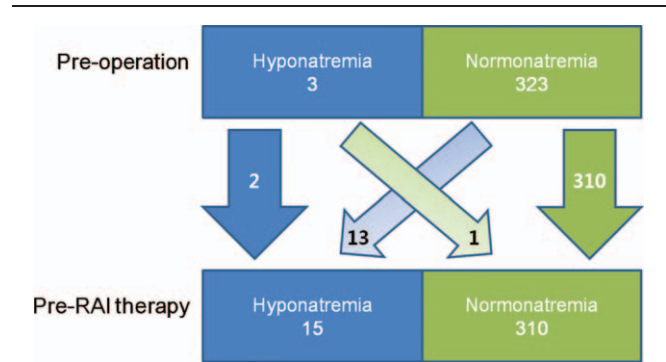 Pre-operation
Hyponatremia
3
Normonatremia
323
2
310
13
1
Pre-RAI therapy
Hyponatremia
15
Normonatremia
310